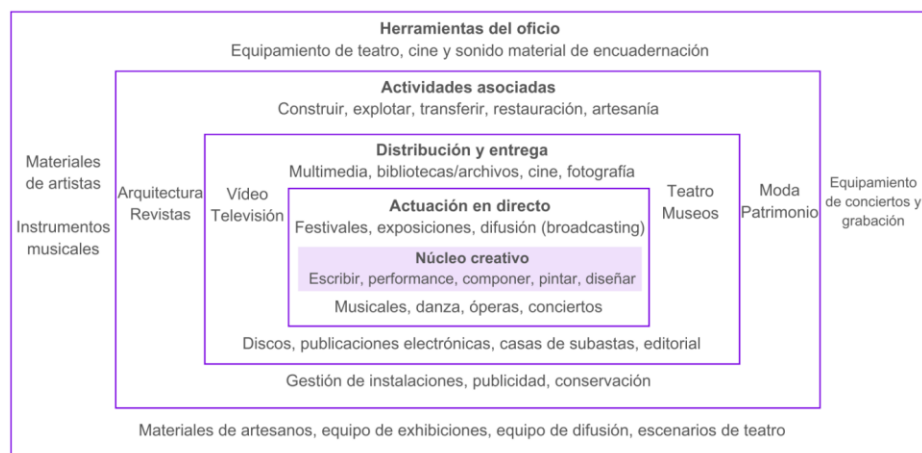 Herramientas del oficio
Equipamiento de teatro, cine y sonido material de encuadernación
Actividades asociadas
Construir, explotar, transferir, restauración, artesanía
Distribución y entrega
Multimedia, bibliotecas/archivos, cine, fotografía
Materiales
de artistas
Instrumentos
musicales
Arquitectura
Revistas
Vídeo
Televisión
Actuación en directo
Festivales, exposiciones, difusión (broadcasting)
Núcleo creativo
Escribir, performance, componer, pintar, diseñar
Musicales, danza, óperas, conciertos
Teatro
Museos
Moda
Patrimonio
Equipamiento
de conciertos y
grabación
Discos, publicaciones electrónicas, casas de subastas, editorial
Gestión de instalaciones, publicidad, conservación
Materiales de artesanos, equipo de exhibiciones, equipo de difusión, escenarios de teatro